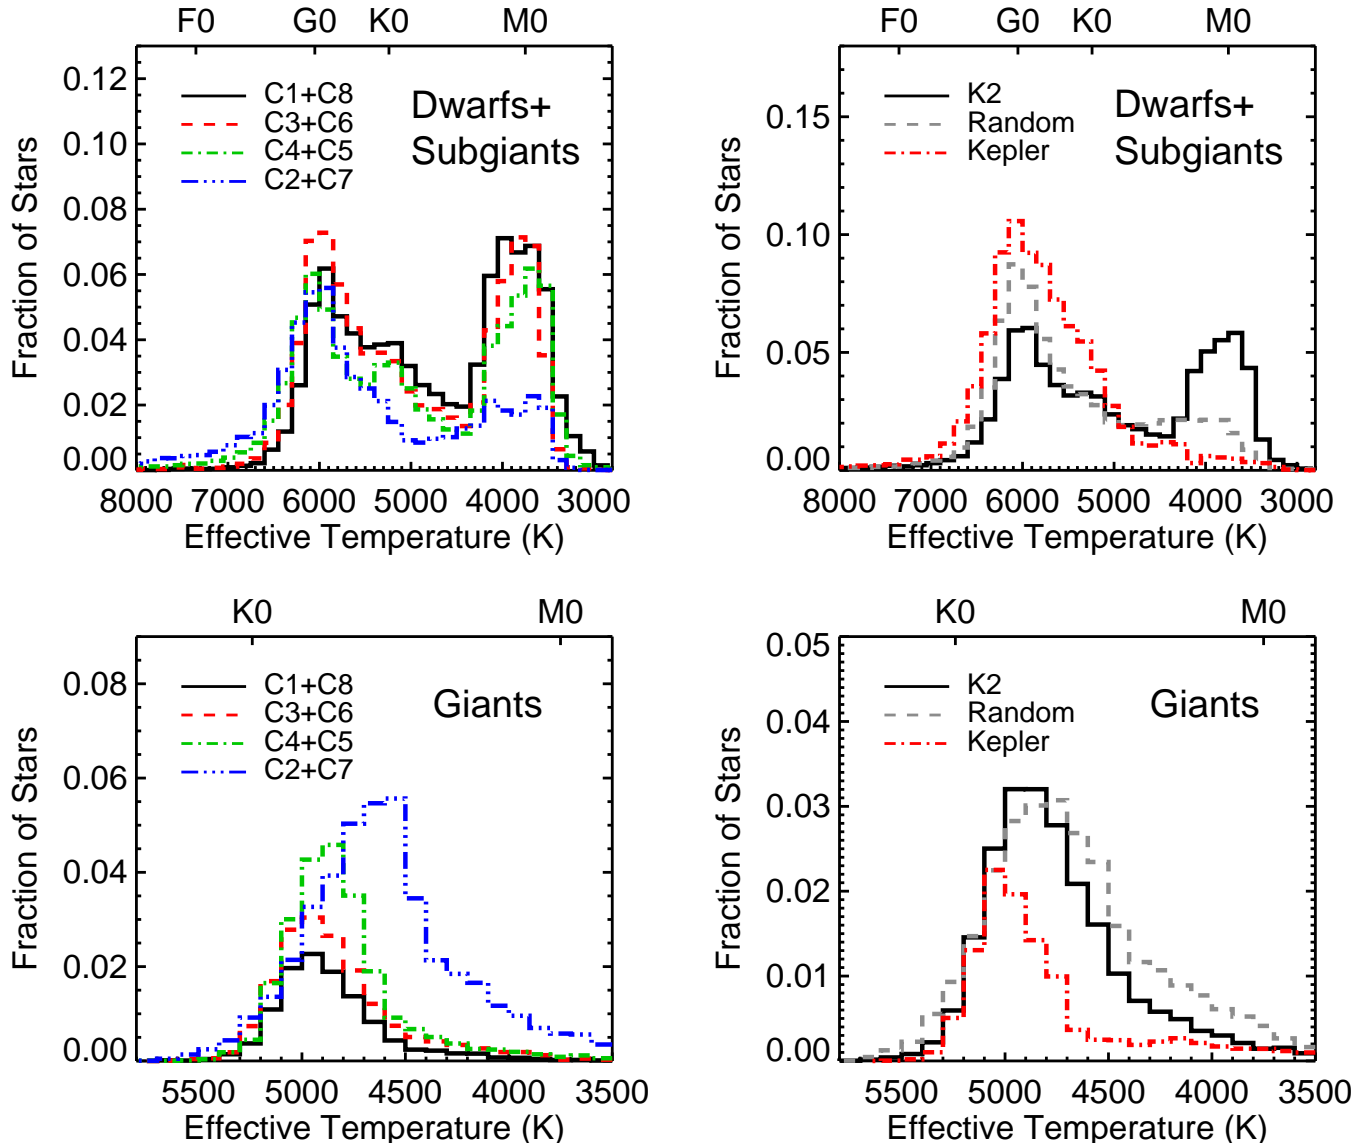 F0 G0 K0 M0
0.12
0.10
0.08
0.06
0.04
0.02
0.00
Fraction of Stars
C1+C8
C3+C6
C4+C5
C2+C7
Dwarfs+
Subgiants
8000 7000 6000 5000 4000 3000
Effective Temperature (K)
F0 G0 K0 M0
0.15
0.10
0.05
0.00
Fraction of Stars
K2
Random
Kepler
Dwarfs+
Subgiants
8000 7000 6000 5000 4000 3000
Effective Temperature (K)
K0 M0
0.08
0.06
0.04
0.02
0.00
Fraction of Stars
C1+C8
C3+C6
C4+C5
C2+C7
Giants
5500 5000 4500 4000 3500
Effective Temperature (K)
K0 M0
0.05
0.04
0.03
0.02
0.01
0.00
Fraction of Stars
K2
Random
Kepler
Giants
5500 5000 4500 4000 3500
Effective Temperature (K)